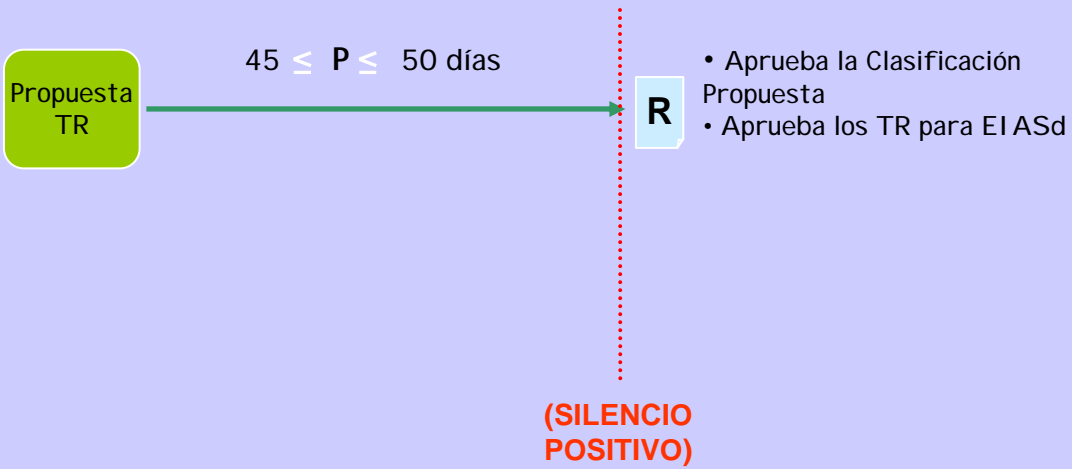 Propuesta
TR
45 ≤ P ≤ 50 días
R
• Aprueba la Clasificación
Propuesta
• Aprueba los TR para EIASd
(SILENCIO
POSITIVO)